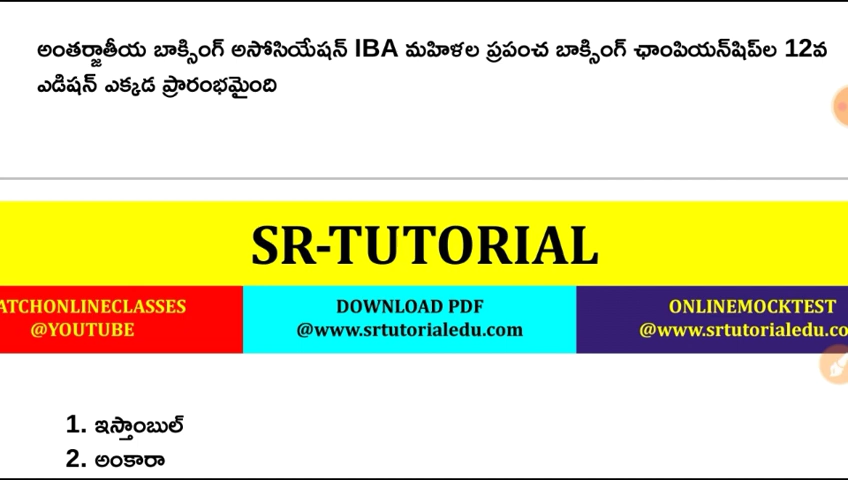 అంతర్జాతీయ బాక్సింగ్ అసోసియేషన్ IBA మహిళల ప్రపంచ బాక్సింగ్ ఛాంపియన్‌షిప్‌ల 12వ
ఎడిషన్ ఎక్కడ ప్రారంభమైంది
SR-TUTORIAL
ATCHONLINECLASSES
@YOUTUBE
DOWNLOAD PDF
@www.srtutorialedu.com
ONLINEMOCKTEST
@www.srtutorialedu.co
1. ఇస్తాంబుల్
2. అంకారా